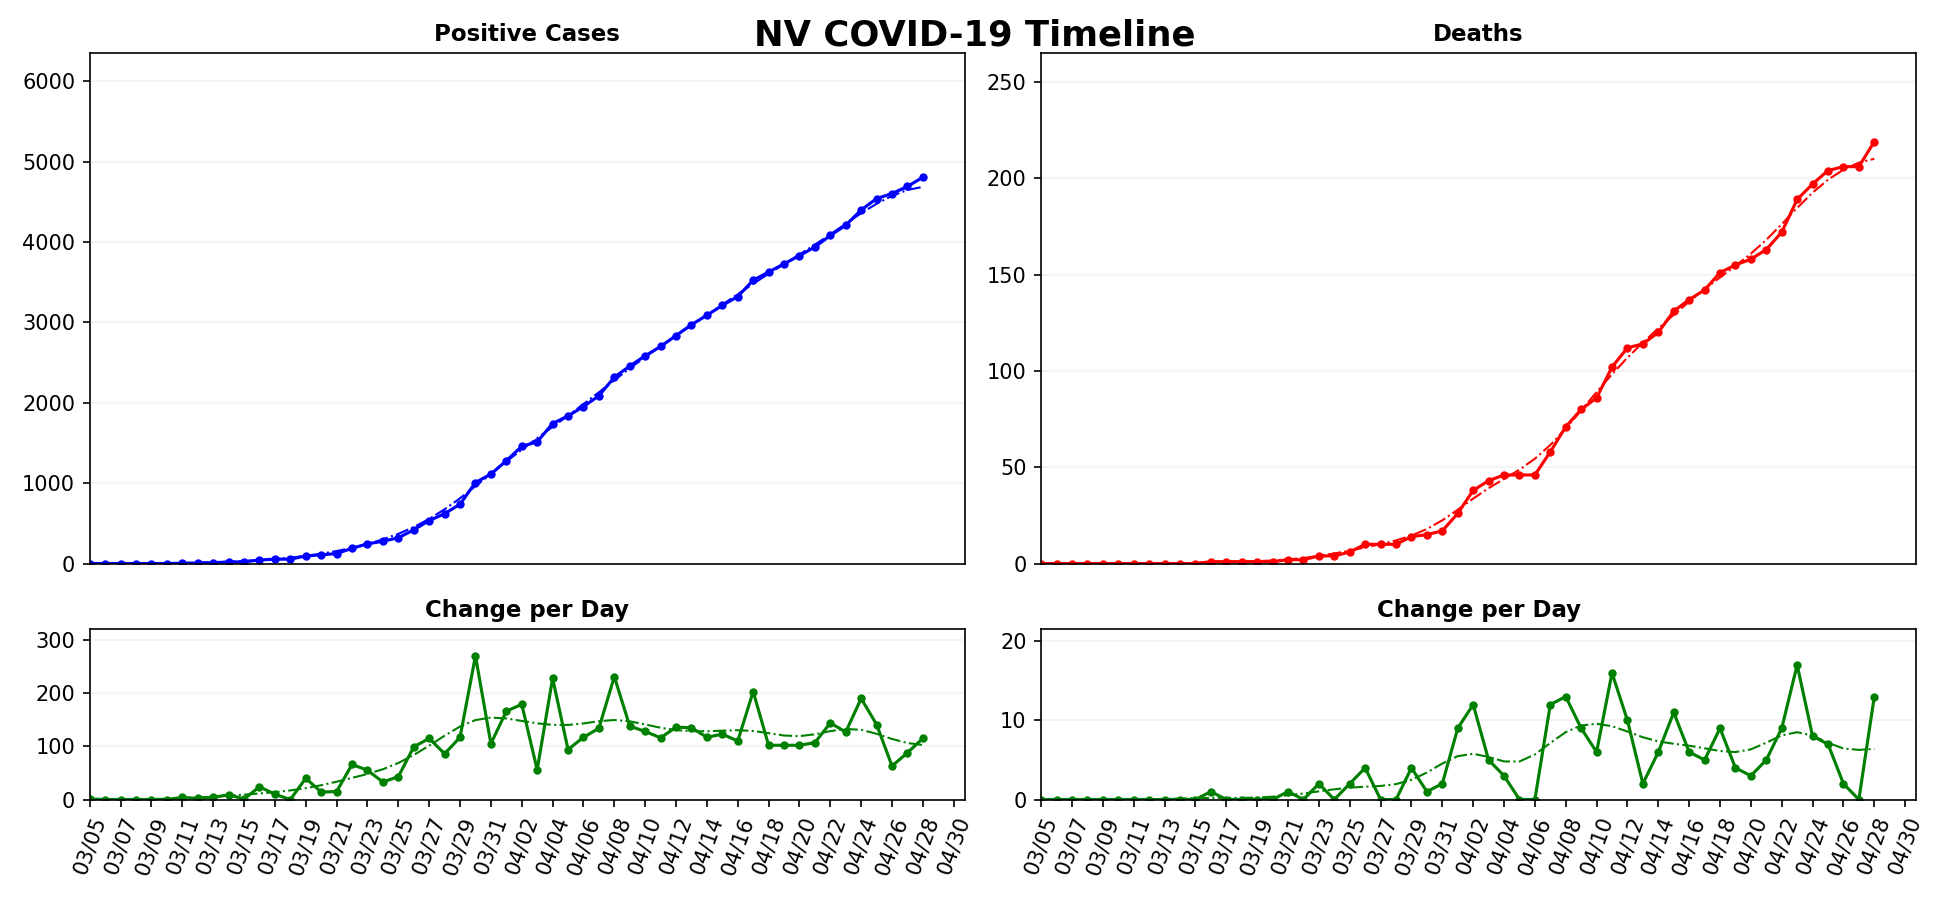 NV COVID-19 Timeline
Positive Cases
6000
5000
4000
3000
2000
1000
0
Deaths
250
200
150
100
50
0
Change per Day
300
200
100
0
03/05 03/07 03/09 03/11 03/13 03/15 03/17 03/19 03/21 03/23 03/25 03/27 03/29 03/31 04/02 04/04 04/06 04/08 04/10 04/12 04/14 04/16 04/18 04/20 04/22 04/24 04/26 04/28 04/30
Change per Day
20
10
0
03/05 03/07 03/09 03/11 03/13 03/15 03/17 03/19 03/21 03/23 03/25 03/27 03/29 03/31 04/02 04/04 04/06 04/08 04/10 04/12 04/14 04/16 04/18 04/20 04/22 04/24 04/26 04/28 04/30